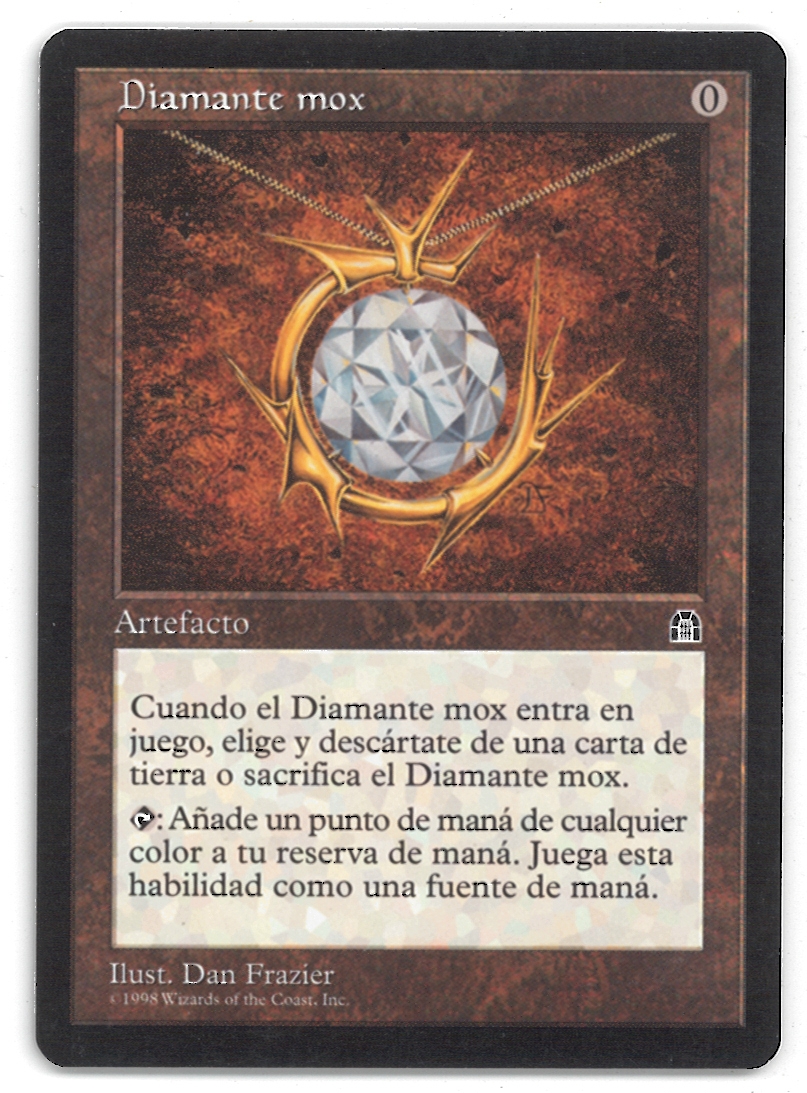 Diamante mox
0
DF
Artefacto
Cuando el Diamante mox entra en
juego, elige y descártate de una carta de
tierra o sacrifica el Diamante mox.
: Añade un punto de maná de cualquier
color a tu reserva de maná. Juega esta
habilidad como una fuente de maná.
Ilust. Dan Frazier
©1998 Wizards of the Coast, Inc.